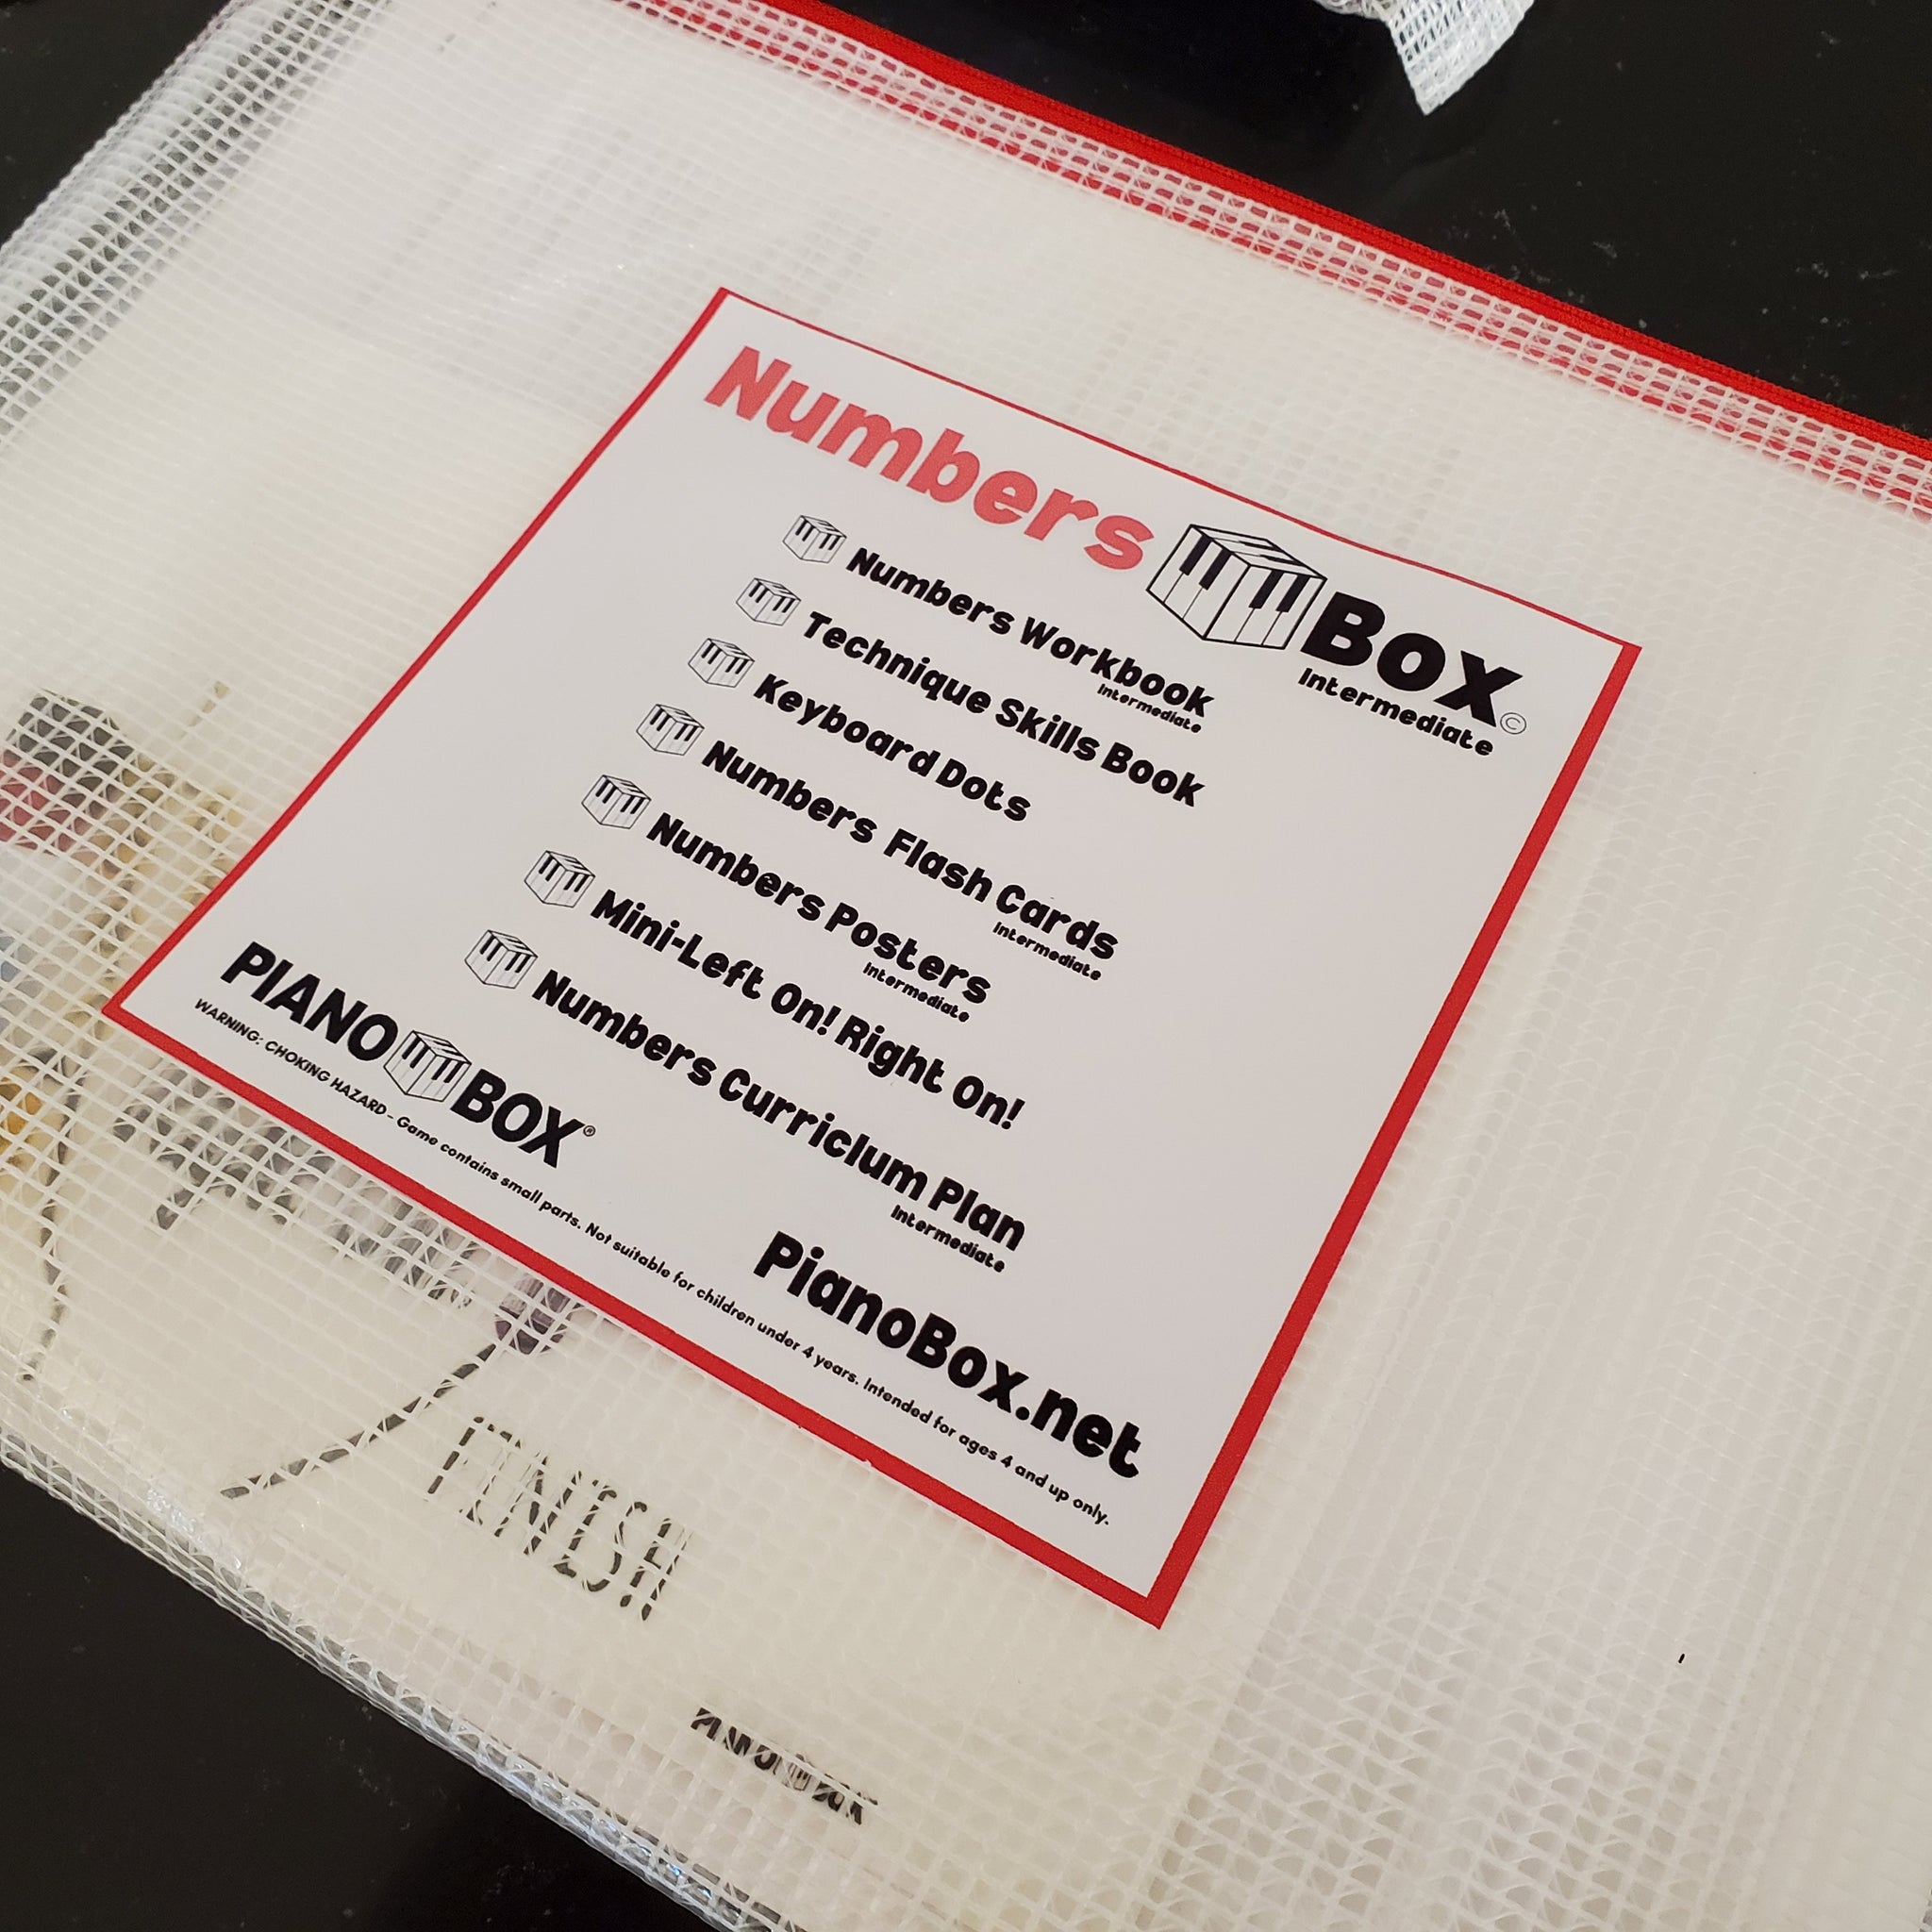 Numbers Box ©
Intermediate
Numbers Workbook
Intermediate
Technique Skills Book
Keyboard Dots
Numbers Flash Cards
Intermediate
Numbers Posters
Intermediate
Mini-Left On! Right On!
Numbers Curriclum Plan
Intermediate
PIANO BOX®
PianoBox.net
WARNING: CHOKING HAZARD - Game contains small parts. Not suitable for children under 4 years. Intended for ages 4 and up only.
FINISH
PIANO BOX